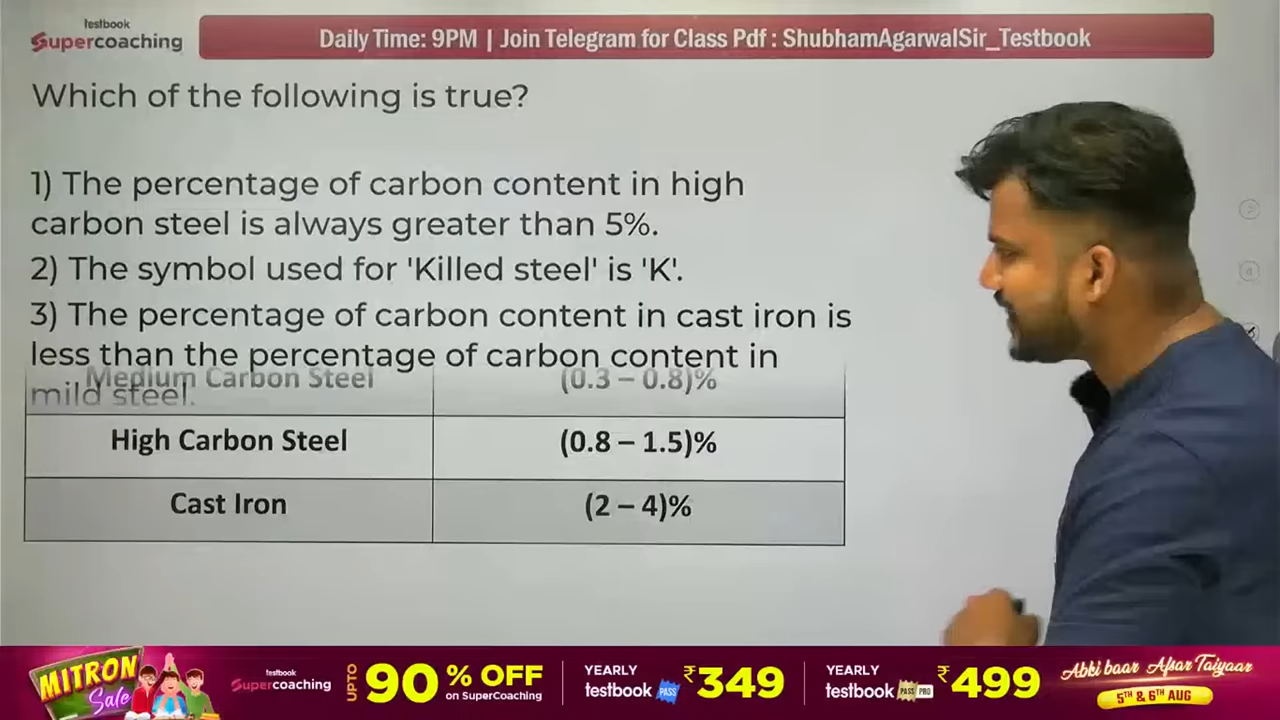 testbook
Supercoaching
Daily Time: 9PM | Join Telegram for Class Pdf : ShubhamAgarwalSir_Testbook
Which of the following is true?
1) The percentage of carbon content in high
carbon steel is always greater than 5%.
2) The symbol used for 'Killed steel' is 'K'.
3) The percentage of carbon content in cast iron is
less than the percentage of carbon content in
mild steel.
Medium Carbon Steel (0.3 – 0.8)%
High Carbon Steel (0.8 – 1.5)%
Cast Iron (2 – 4)%
MITRON
Sale
testbook
Supercoaching
UPTO 90% OFF
on SuperCoaching
YEARLY
testbook PASS
₹349
YEARLY
testbook PASS PRO
₹499
Abki baar Afsar Taiyaar
5TH & 6TH AUG